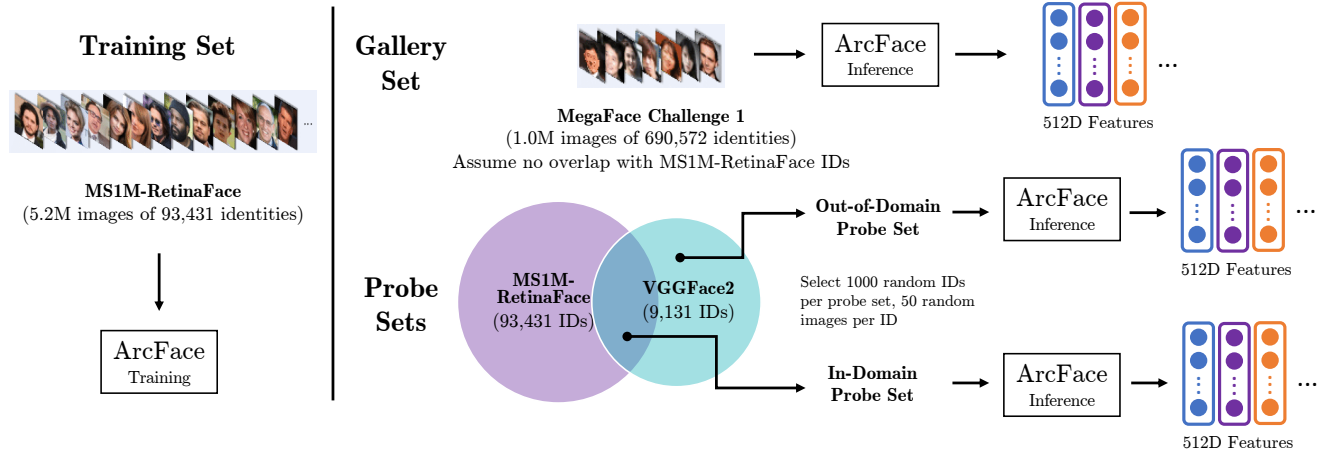 Training Set
...
MS1M-RetinaFace
(5.2M images of 93,431 identities)
ArcFace
Training
Gallery
Set
MegaFace Challenge 1
(1.0M images of 690,572 identities)
Assume no overlap with MS1M-RetinaFace IDs
ArcFace
Inference
...
512D Features
Probe
Sets
MS1M-
RetinaFace
(93,431 IDs)
VGGFace2
(9,131 IDs)
Out-of-Domain
Probe Set
ArcFace
Inference
...
512D Features
Select 1000 random IDs
per probe set, 50 random
images per ID
In-Domain
Probe Set
ArcFace
Inference
...
512D Features